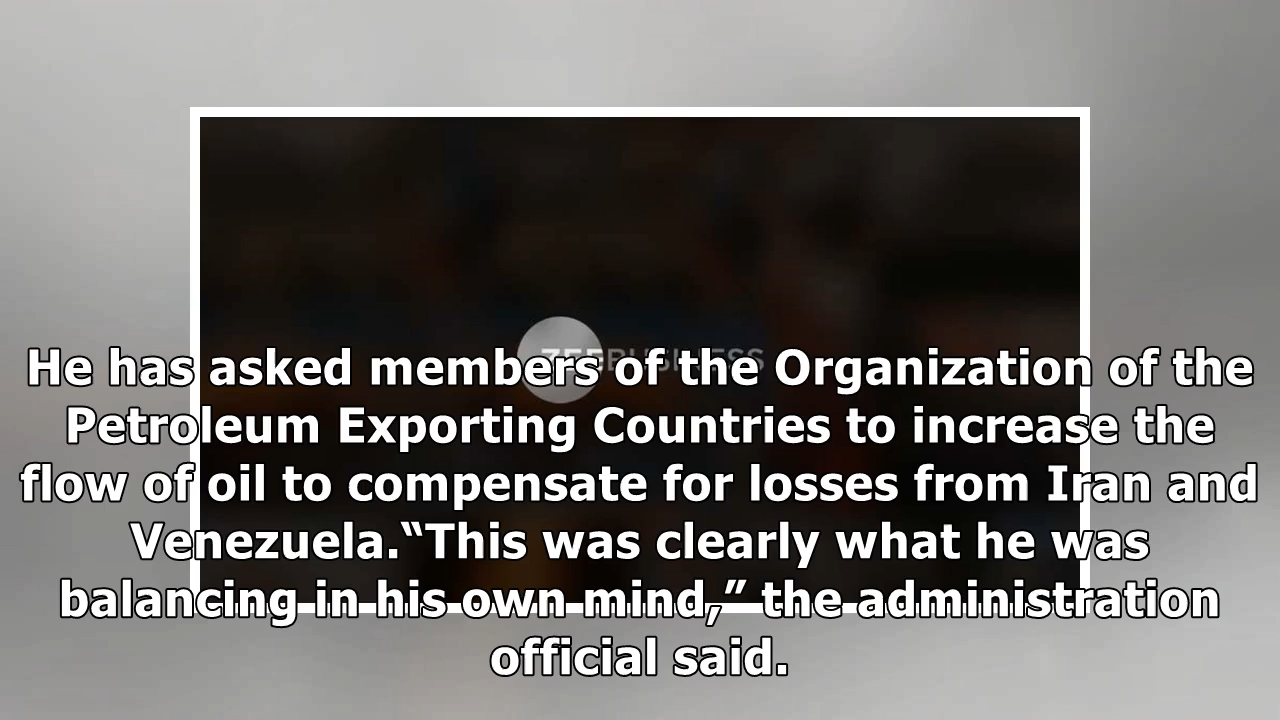 ZEEBUSINESS
He has asked members of the Organization of the
Petroleum Exporting Countries to increase the
flow of oil to compensate for losses from Iran and
Venezuela.“This was clearly what he was
balancing in his own mind,” the administration
official said.